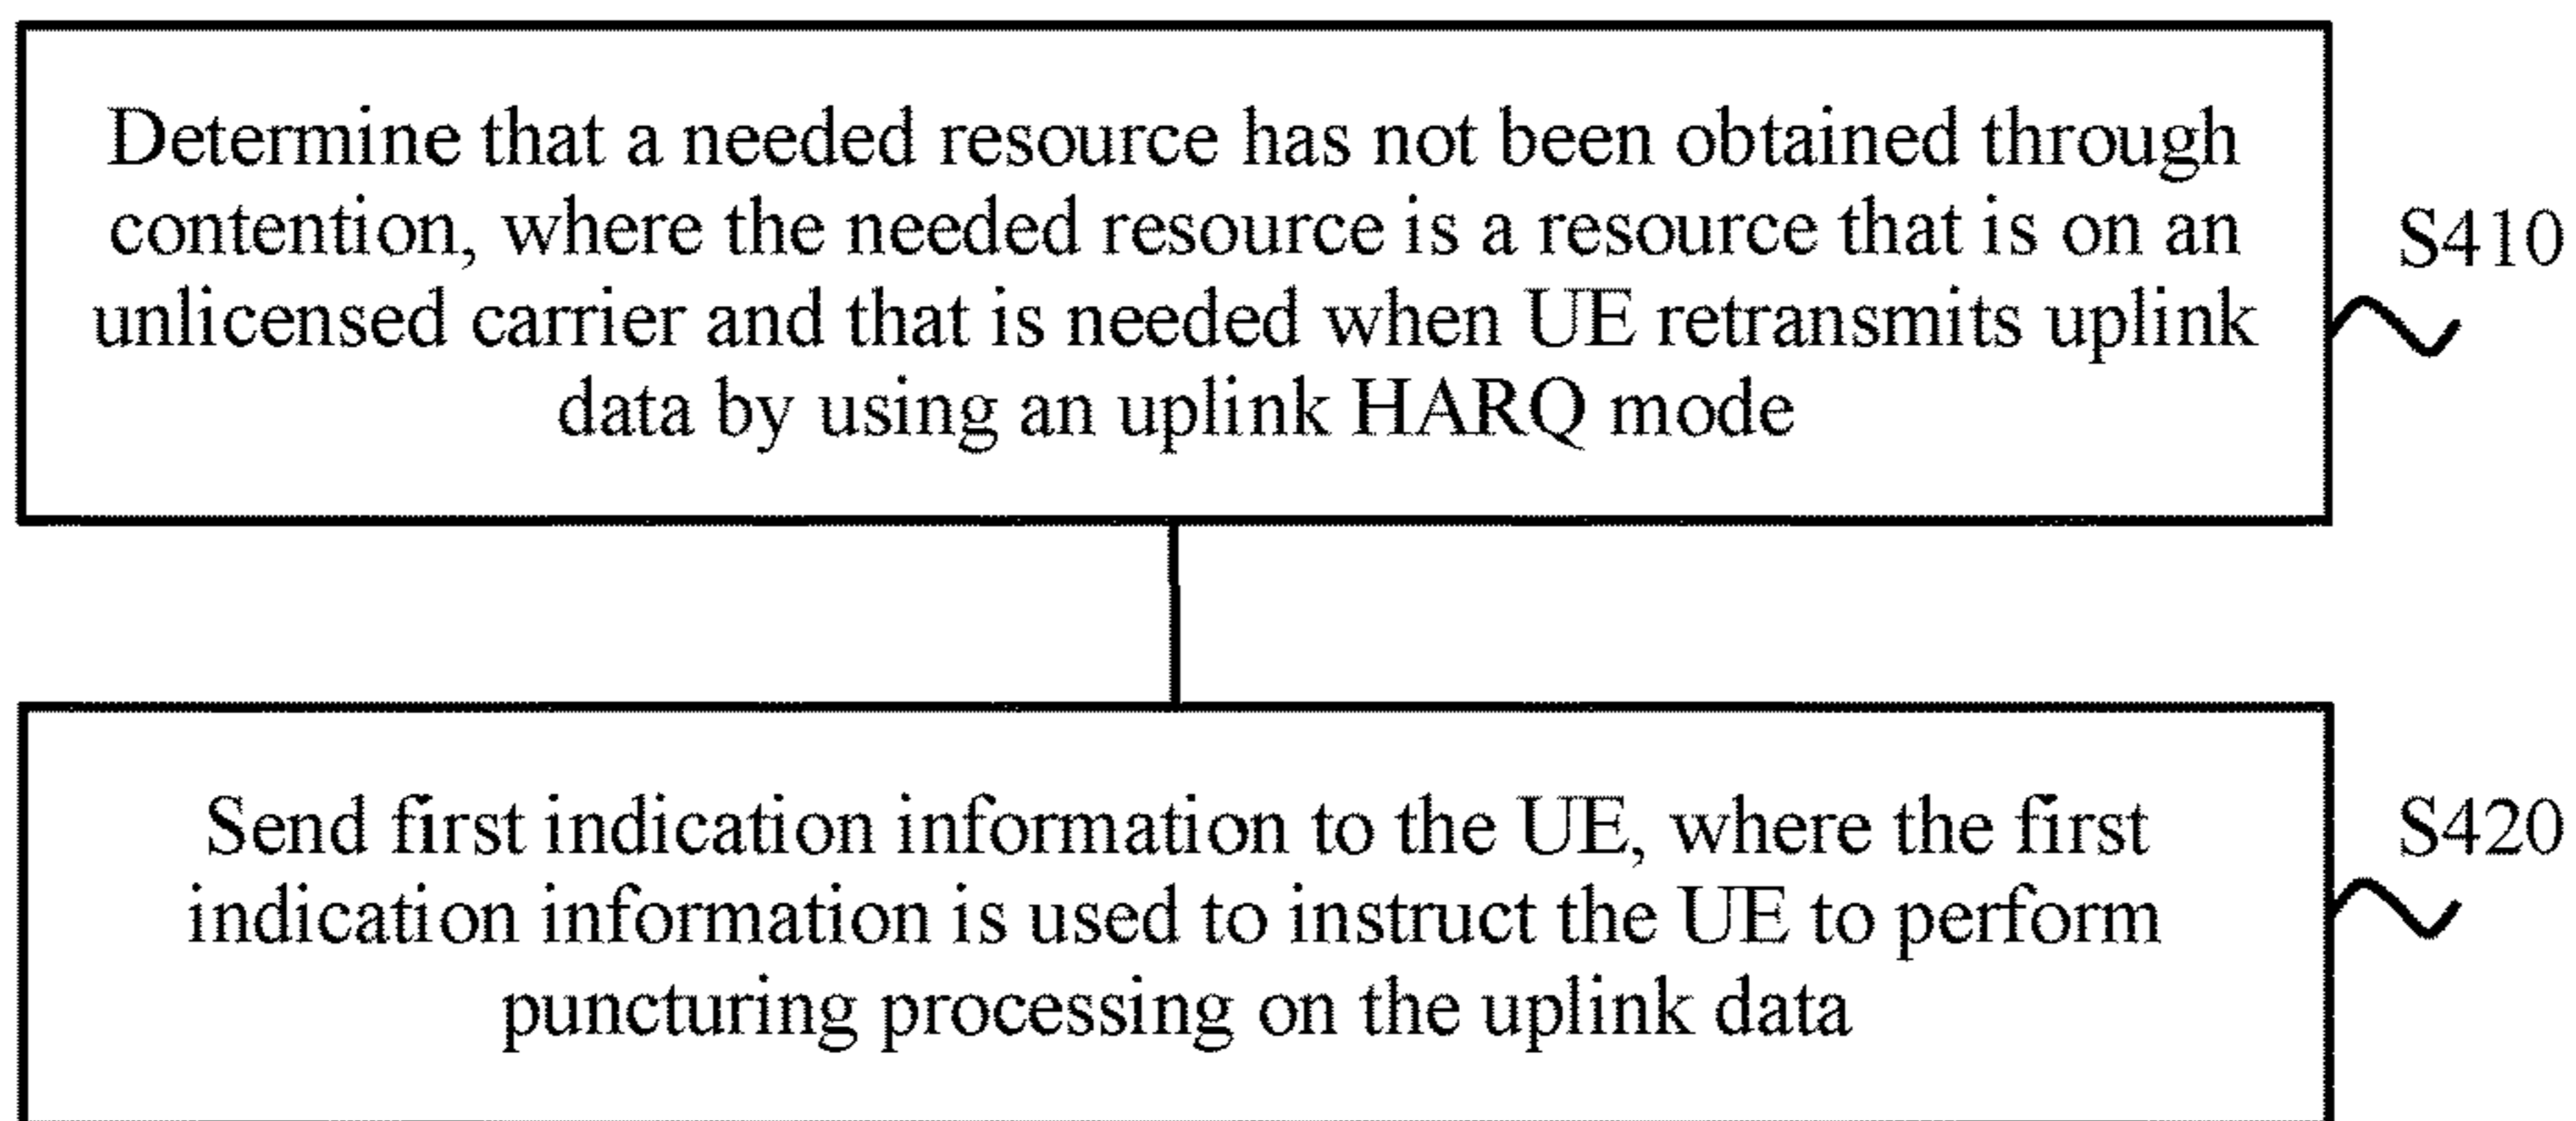 Determine that a needed resource has not been obtained through
contention, where the needed resource is a resource that is on an
unlicensed carrier and that is needed when UE retransmits uplink
data by using an uplink HARQ mode
S410
Send first indication information to the UE, where the first
indication information is used to instruct the UE to perform
puncturing processing on the uplink data
S420